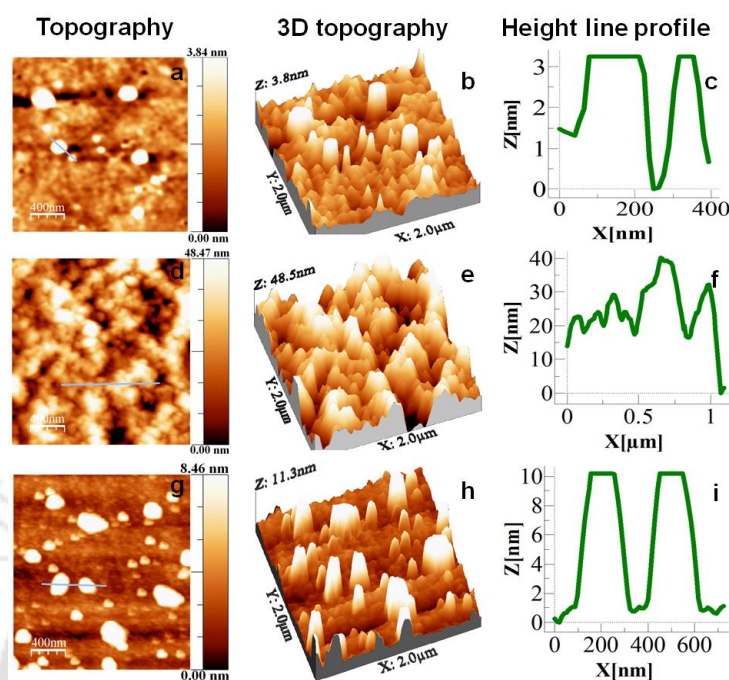 Topography
3D topography
Height line profile
3.84 nm
a
400nm
0.00 nm
Z: 3.8nm
b
Y: 2.0µm
X: 2.0µm
c
Z[nm]
3
2
1
0
0 200 400
X[nm]
48.47 nm
d
400nm
0.00 nm
Z: 48.5nm
e
Y: 2.0µm
X: 2.0µm
f
Z[nm]
40
30
20
10
0
0 0.5 1
X[µm]
8.46 nm
g
400nm
0.00 nm
Z: 11.3nm
h
Y: 2.0µm
X: 2.0µm
i
Z[nm]
10
8
6
4
2
0
0 200 400 600
X[nm]